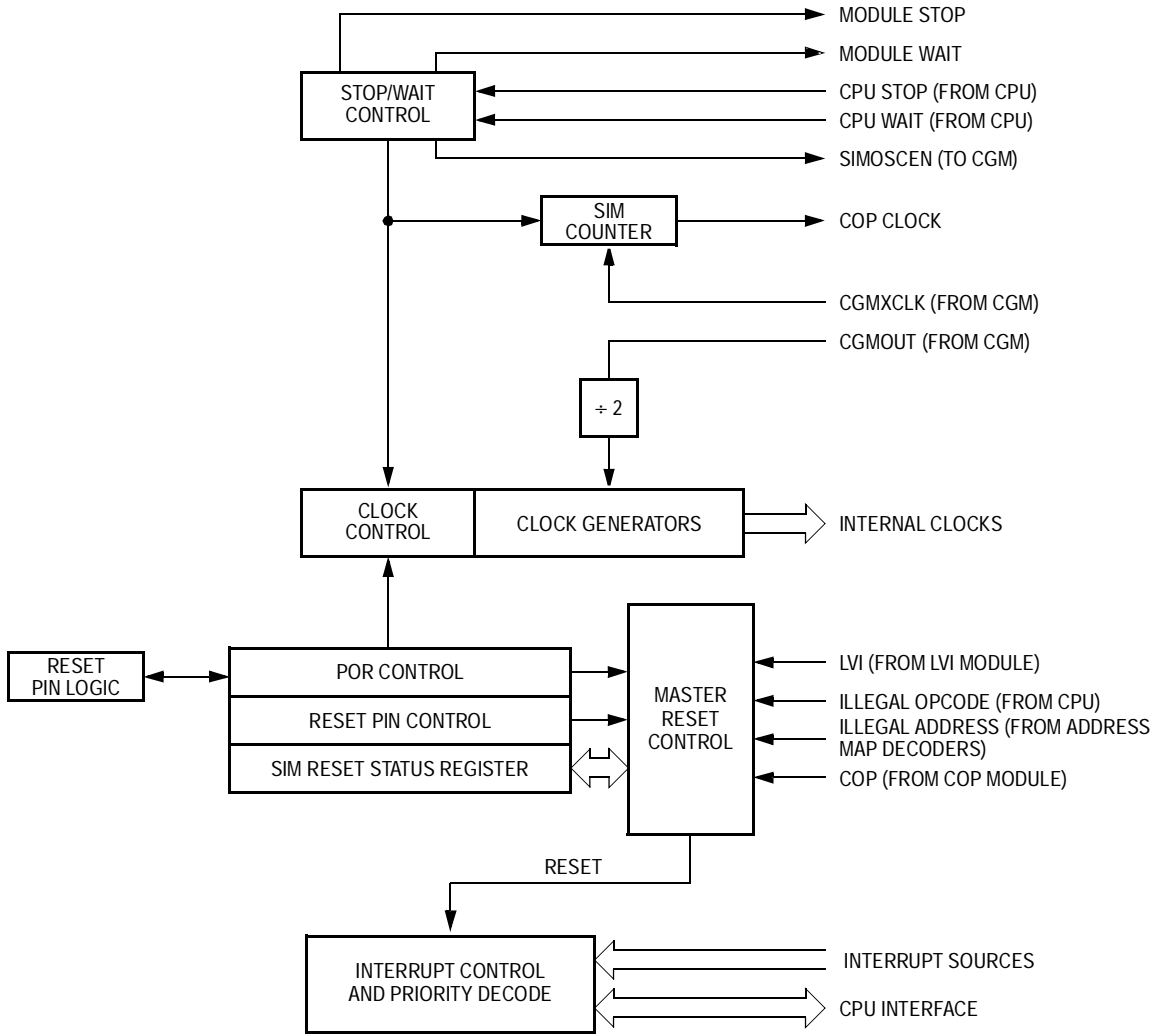 MODULE STOP
MODULE WAIT
STOP/WAIT
CONTROL
CPU STOP (FROM CPU)
CPU WAIT (FROM CPU)
SIMOSCEN (TO CGM)
SIM
COUNTER
COP CLOCK
CGMXCLK (FROM CGM)
CGMOUT (FROM CGM)
÷ 2
CLOCK
CONTROL
CLOCK GENERATORS
INTERNAL CLOCKS
RESET
PIN LOGIC
POR CONTROL
RESET PIN CONTROL
SIM RESET STATUS REGISTER
MASTER
RESET
CONTROL
LVI (FROM LVI MODULE)
ILLEGAL OPCODE (FROM CPU)
ILLEGAL ADDRESS (FROM ADDRESS
MAP DECODERS)
COP (FROM COP MODULE)
RESET
INTERRUPT CONTROL
AND PRIORITY DECODE
INTERRUPT SOURCES
CPU INTERFACE